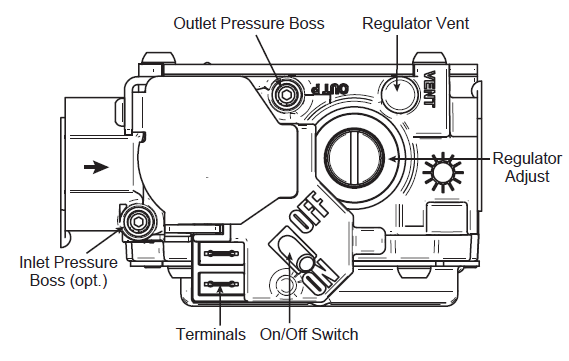 Outlet Pressure Boss
Regulator Vent
OUT P
VENT
Regulator
Adjust
OFF
ON
Inlet Pressure
Boss (opt.)
Terminals
On/Off Switch